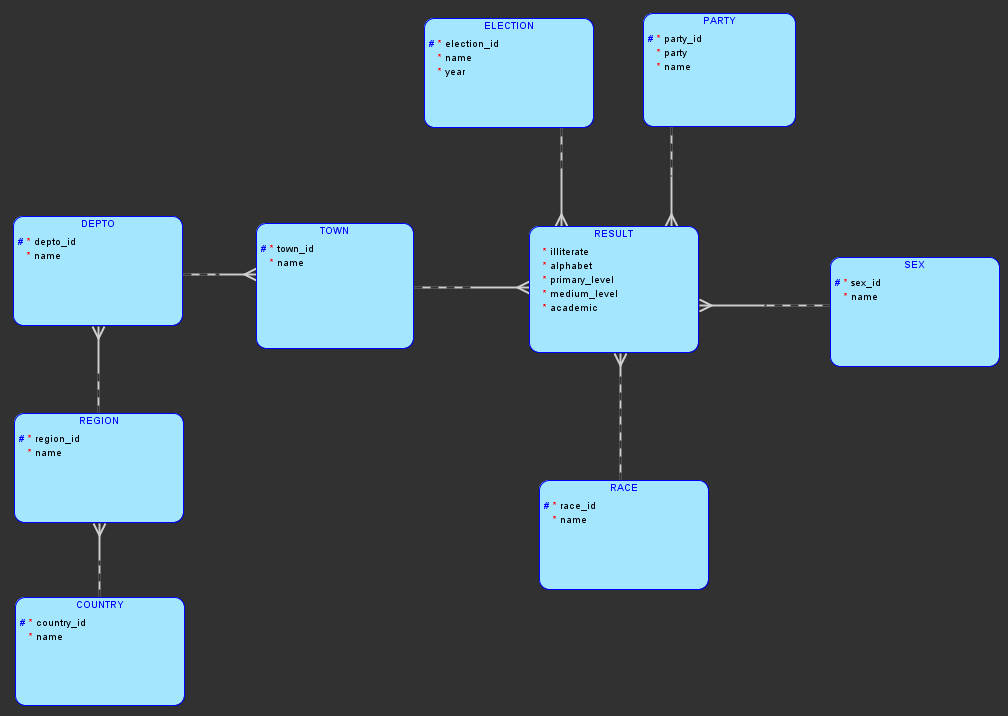 ELECTION
# * election_id
* name
* year
PARTY
# * party_id
* party
* name
DEPTO
# * depto_id
* name
TOWN
# * town_id
* name
RESULT
* illiterate
* alphabet
* primary_level
* medium_level
* academic
SEX
# * sex_id
* name
REGION
# * region_id
* name
RACE
# * race_id
* name
COUNTRY
# * country_id
* name